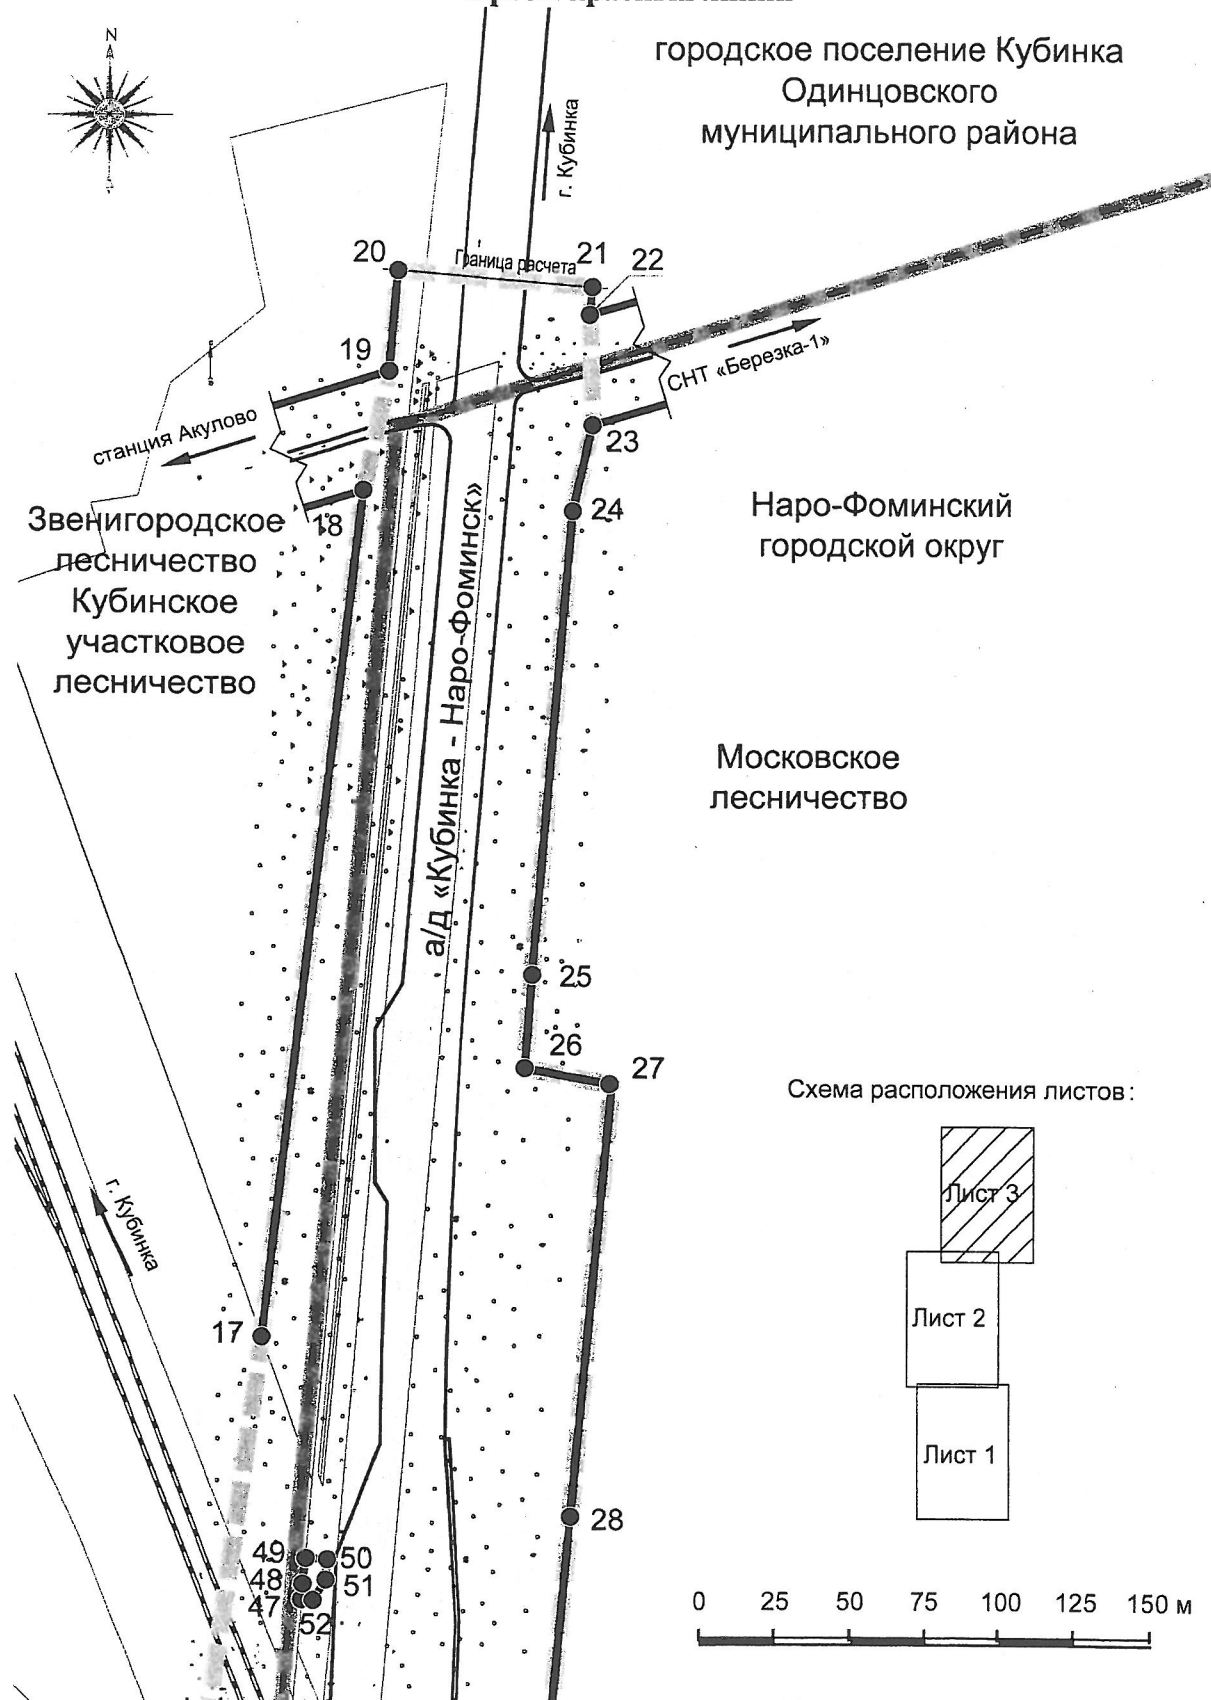 N
городское поселение Кубинка
Одинцовского
муниципального района
г. Кубинка
20
Граница расчета
21
22
19
СНТ «Березка-1»
станция Акулово
23
18
24
Звенигородское
лесничество
Кубинское
участковое
лесничество
Наро-Фоминский
городской округ
а/д «Кубинка - Наро-Фоминск»
Московское
лесничество
25
26
27
Схема расположения листов:
Лист 3
г. Кубинка
Лист 2
17
Лист 1
28
49
50
48
51
47
52
0 25 50 75 100 125 150 м